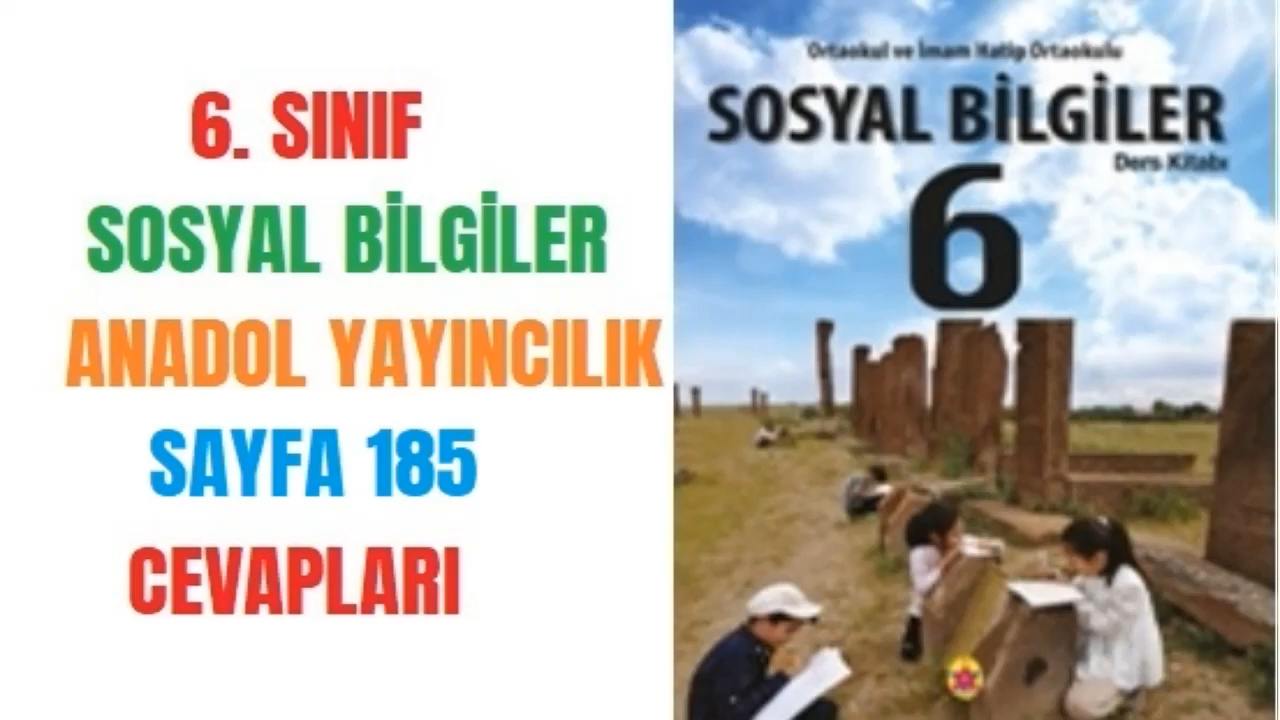 6. SINIF
SOSYAL BİLGİLER
ANADOL YAYINCILIK
SAYFA 185
CEVAPLARI
Ortaokul ve İmam Hatip Ortaokulu
SOSYAL BİLGİLER
Ders Kitabı
6